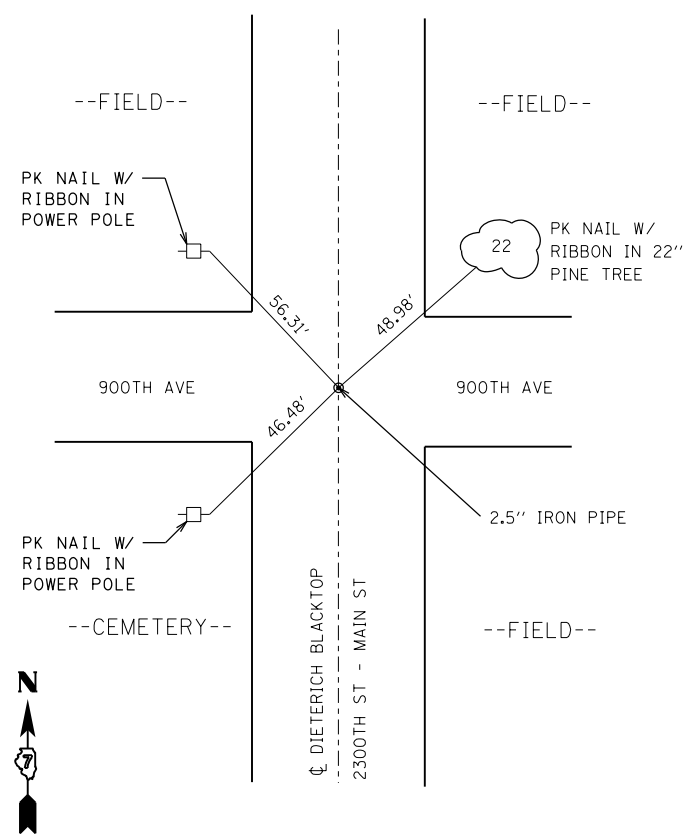 --FIELD--
--FIELD--
PK NAIL W/
RIBBON IN
POWER POLE
22
PK NAIL W/
RIBBON IN 22''
PINE TREE
56.31'
48.98'
900TH AVE
900TH AVE
46.48'
2.5'' IRON PIPE
PK NAIL W/
RIBBON IN
POWER POLE
--CEMETERY--
--FIELD--
℄ DIETERICH BLACKTOP
2300TH ST - MAIN ST
N
7